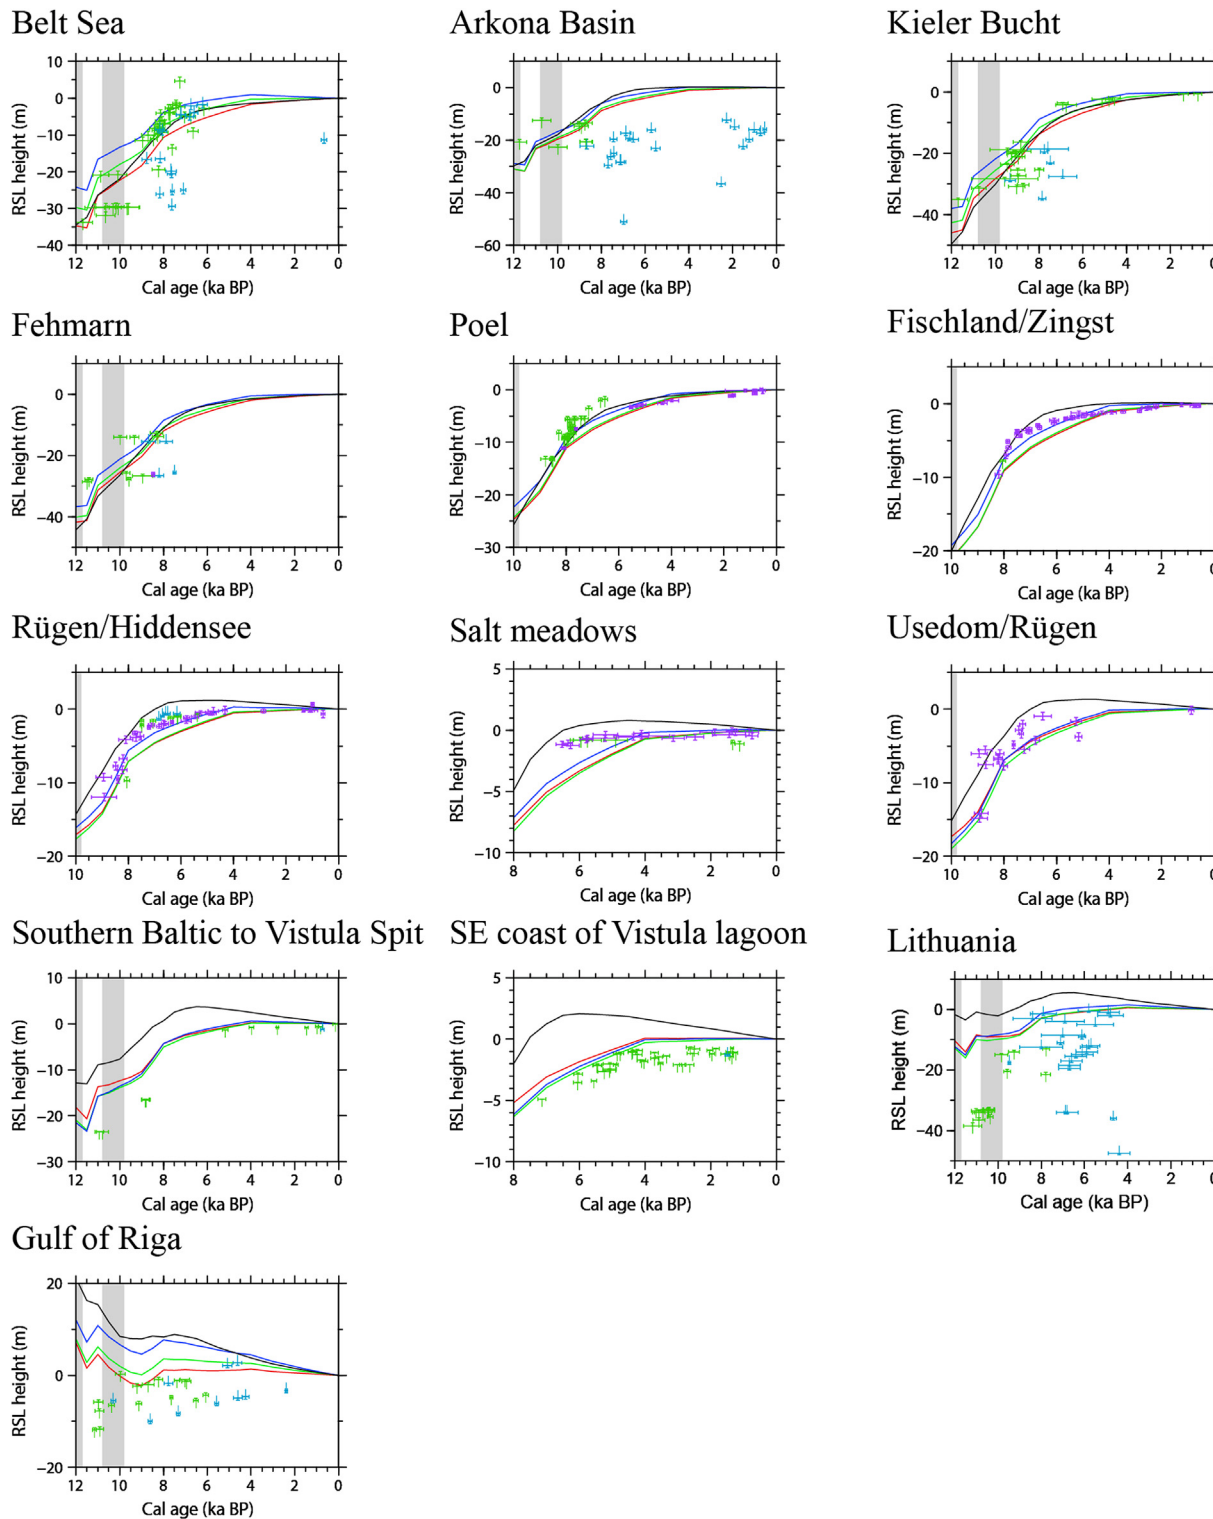 Belt Sea
10
0
−10
−20
−30
−40
RSL height (m)
12 10 8 6 4 2 0
Cal age (ka BP)
Arkona Basin
20
0
−20
−40
−60
RSL height (m)
12 10 8 6 4 2 0
Cal age (ka BP)
Kieler Bucht
0
−20
−40
RSL height (m)
12 10 8 6 4 2 0
Cal age (ka BP)
Fehmarn
0
−20
−40
RSL height (m)
12 10 8 6 4 2 0
Cal age (ka BP)
Poel
0
−10
−20
−30
RSL height (m)
10 8 6 4 2 0
Cal age (ka BP)
Fischland/Zingst
0
−10
−20
RSL height (m)
10 8 6 4 2 0
Cal age (ka BP)
Rügen/Hiddensee
0
−10
−20
RSL height (m)
10 8 6 4 2 0
Cal age (ka BP)
Salt meadows
5
0
−5
−10
RSL height (m)
8 6 4 2 0
Cal age (ka BP)
Usedom/Rügen
0
−10
−20
RSL height (m)
10 8 6 4 2 0
Cal age (ka BP)
Southern Baltic to Vistula Spit
10
0
−10
−20
−30
RSL height (m)
12 10 8 6 4 2 0
Cal age (ka BP)
SE coast of Vistula lagoon
5
0
−5
−10
RSL height (m)
8 6 4 2 0
Cal age (ka BP)
Lithuania
0
−20
−40
RSL height (m)
12 10 8 6 4 2 0
Cal age (ka BP)
Gulf of Riga
20
0
−20
RSL height (m)
12 10 8 6 4 2 0
Cal age (ka BP)